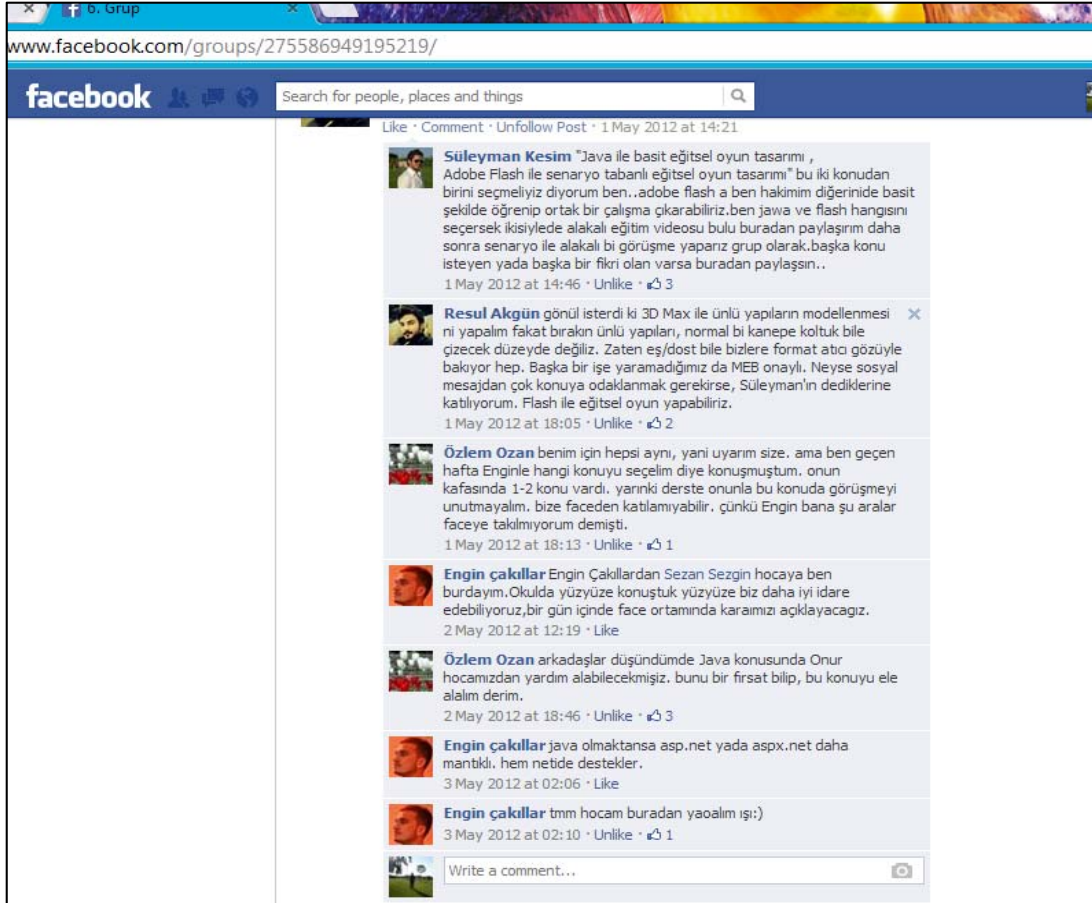 6. Grup
www.facebook.com/groups/275586949195219/
facebook
Search for people, places and things
Like · Comment · Unfollow Post · 1 May 2012 at 14:21
Süleyman Kesim "Java ile basit eğitsel oyun tasarımı ,
Adobe Flash ile senaryo tabanlı eğitsel oyun tasarımı" bu iki konudan
birini seçmeliyiz diyorum ben..adobe flash a ben hakimim diğerinide basit
şekilde öğrenip ortak bir çalışma çıkarabiliriz.ben jawa ve flash hangısını
seçersek ikisiylede alakalı eğitim videosu bulu buradan paylaşırım daha
sonra senaryo ile alakalı bi görüşme yaparız grup olarak.başka konu
isteyen yada başka bir fikri olan varsa buradan paylaşsın..
1 May 2012 at 14:46 · Unlike · 3
Resul Akgün gönül isterdi ki 3D Max ile ünlü yapıların modellenmesi
ni yapalım fakat bırakın ünlü yapıları, normal bi kanepe koltuk bile
çizecek düzeyde değiliz. Zaten eş/dost bile bizlere format atıcı gözüyle
bakıyor hep. Başka bir işe yaramadığımız da MEB onaylı. Neyse sosyal
mesajdan çok konuya odaklanmak gerekirse, Süleyman'ın dediklerine
katılıyorum. Flash ile eğitsel oyun yapabiliriz.
1 May 2012 at 18:05 · Unlike · 2
Özlem Ozan benim için hepsi aynı, yani uyarım size. ama ben geçen
hafta Enginle hangi konuyu seçelim diye konuşmuştum. onun
kafasında 1-2 konu vardı. yarınki derste onunla bu konuda görüşmeyi
unutmayalım. bize faceden katılamıyabilir. çünkü Engin bana şu aralar
faceye takılmıyorum demişti.
1 May 2012 at 18:13 · Unlike · 1
Engin çakıllar Engin Çakıllardan Sezan Sezgin hocaya ben
burdayım.Okulda yüzyüze konuştuk yüzyüze biz daha iyi idare
edebiliyoruz,bir gün içinde face ortamında karaımızı açıklayacagız.
2 May 2012 at 12:19 · Like
Özlem Ozan arkadaşlar düşündümde Java konusunda Onur
hocamızdan yardım alabilecekmişiz. bunu bir fırsat bilip, bu konuyu ele
alalım derim.
2 May 2012 at 18:46 · Unlike · 3
Engin çakıllar java olmaktansa asp.net yada aspx.net daha
mantıklı. hem netide destekler.
3 May 2012 at 02:06 · Like
Engin çakıllar tmm hocam buradan yaoalım ışı:)
3 May 2012 at 02:10 · Unlike · 1
Write a comment...